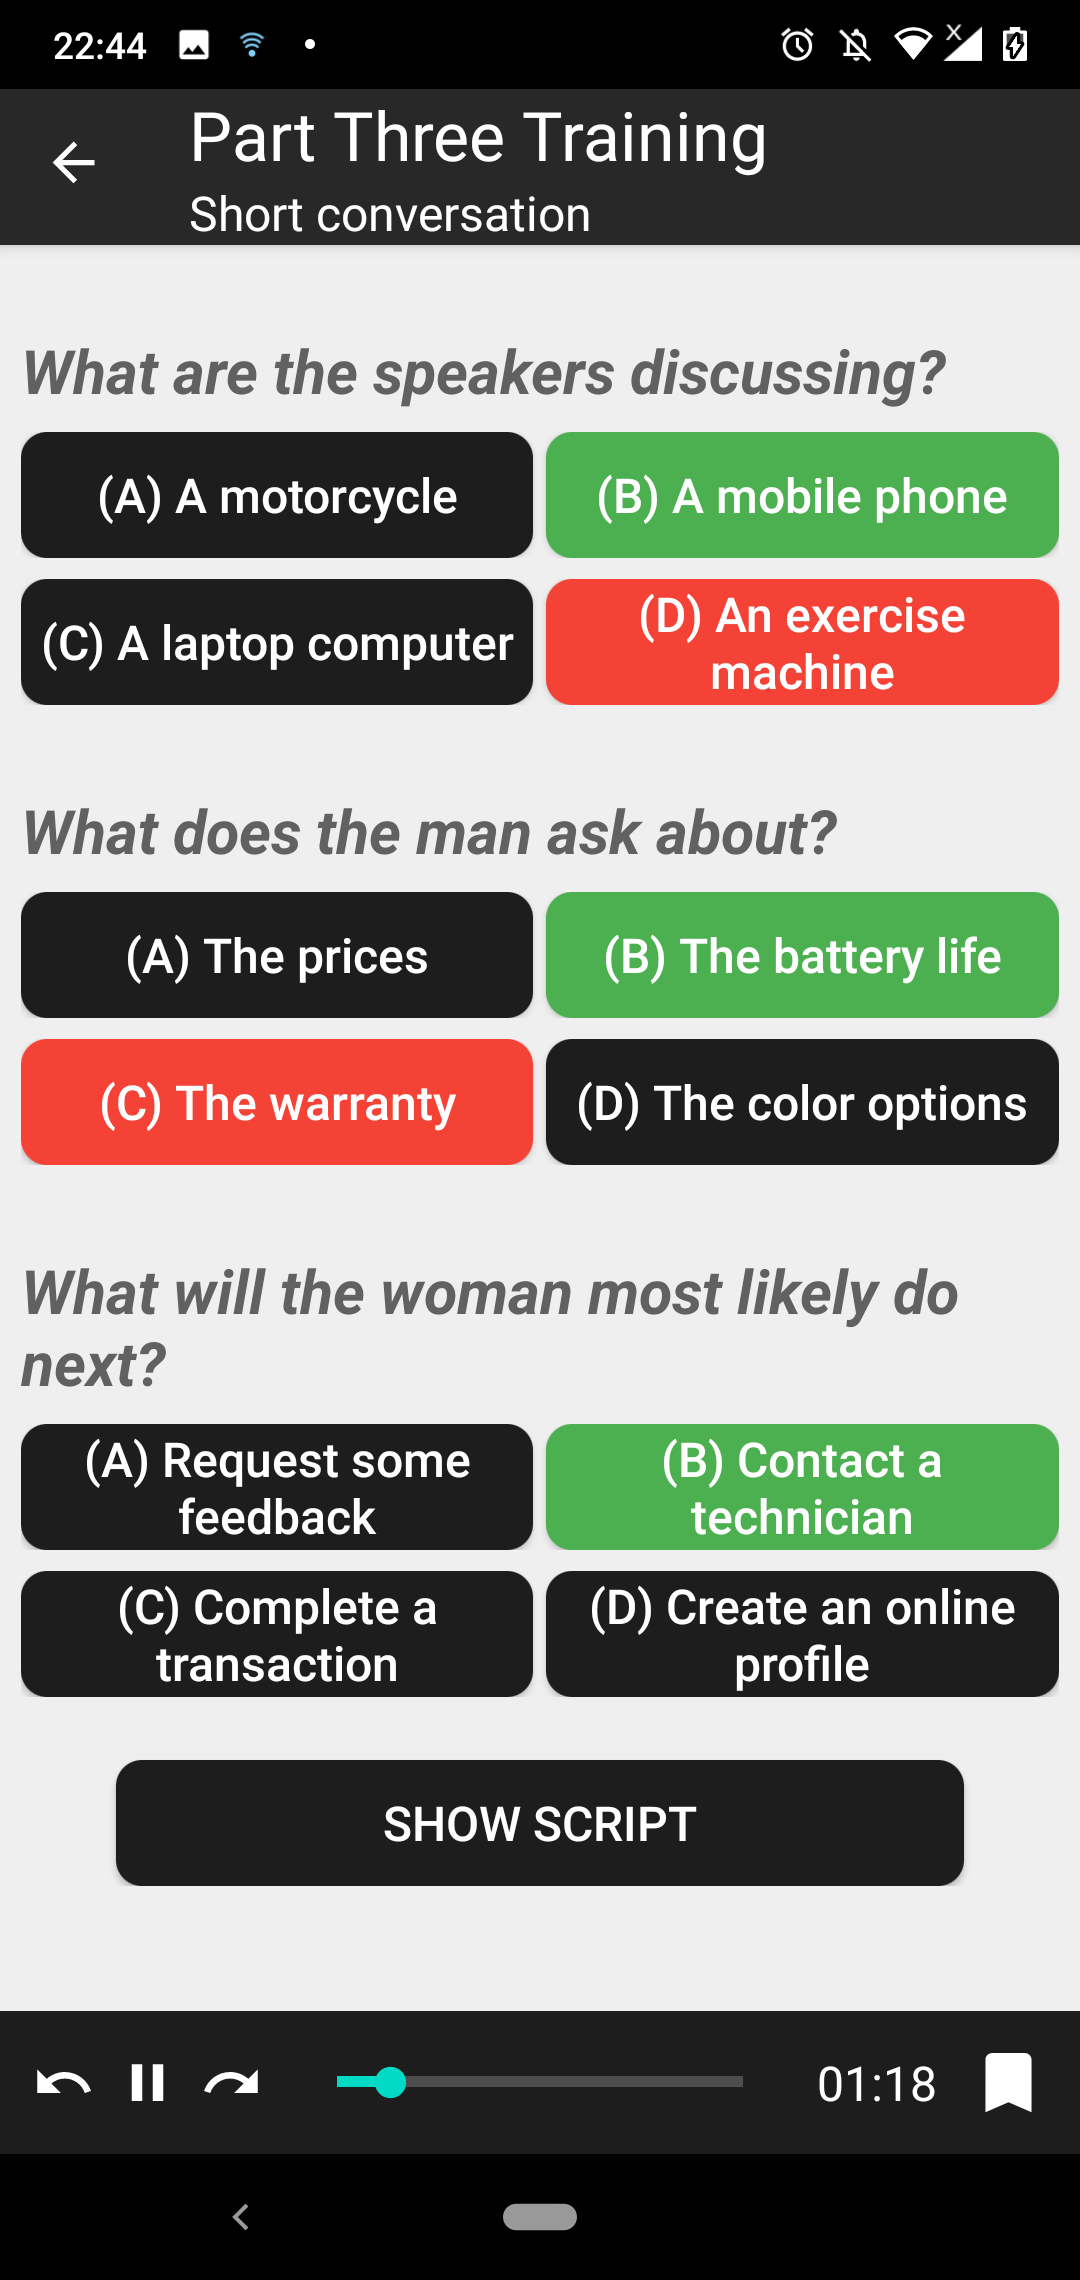 22:44
Part Three Training
Short conversation
What are the speakers discussing?
(A) A motorcycle
(B) A mobile phone
(C) A laptop computer
(D) An exercise
machine
What does the man ask about?
(A) The prices
(B) The battery life
(C) The warranty
(D) The color options
What will the woman most likely do
next?
(A) Request some
feedback
(B) Contact a
technician
(C) Complete a
transaction
(D) Create an online
profile
SHOW SCRIPT
01:18